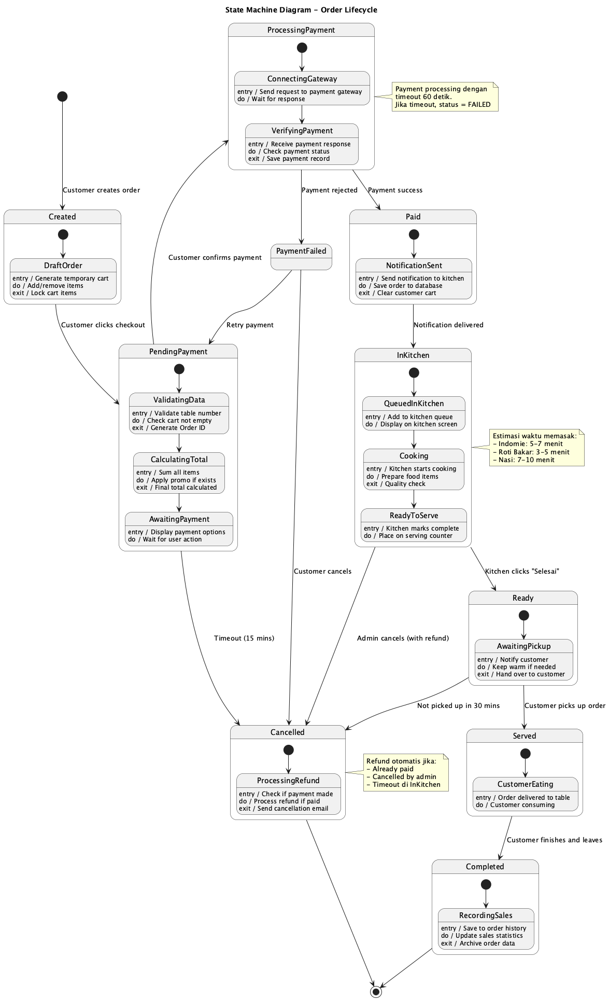 State Machine Diagram - Order Lifecycle
ProcessingPayment
ConnectingGateway
entry / Send request to payment gateway
do / Wait for response
VerifyingPayment
entry / Receive payment response
do / Check payment status
exit / Save payment record
Payment processing dengan
timeout 60 detik.
Jika timeout, status = FAILED
Customer creates order
Payment rejected
Payment success
Created
DraftOrder
entry / Generate temporary cart
do / Add/remove items
exit / Lock cart items
Customer confirms payment
PaymentFailed
Paid
NotificationSent
entry / Send notification to kitchen
do / Save order to database
exit / Clear customer cart
Customer clicks checkout
Retry payment
Notification delivered
PendingPayment
ValidatingData
entry / Validate table number
do / Check cart not empty
exit / Generate Order ID
CalculatingTotal
entry / Sum all items
do / Apply promo if exists
exit / Final total calculated
AwaitingPayment
entry / Display payment options
do / Wait for user action
InKitchen
QueuedInKitchen
entry / Add to kitchen queue
do / Display on kitchen screen
Cooking
entry / Kitchen starts cooking
do / Prepare food items
exit / Quality check
ReadyToServe
entry / Kitchen marks complete
do / Place on serving counter
Estimasi waktu memasak:
- Indomie: 5-7 menit
- Roti Bakar: 3-5 menit
- Nasi: 7-10 menit
Customer cancels
Kitchen clicks "Selesai"
Timeout (15 mins)
Admin cancels (with refund)
Ready
AwaitingPickup
entry / Notify customer
do / Keep warm if needed
exit / Hand over to customer
Not picked up in 30 mins
Customer picks up order
Cancelled
ProcessingRefund
entry / Check if payment made
do / Process refund if paid
exit / Send cancellation email
Refund otomatis jika:
- Already paid
- Cancelled by admin
- Timeout di InKitchen
Served
CustomerEating
entry / Order delivered to table
do / Customer consuming
Customer finishes and leaves
Completed
RecordingSales
entry / Save to order history
do / Update sales statistics
exit / Archive order data